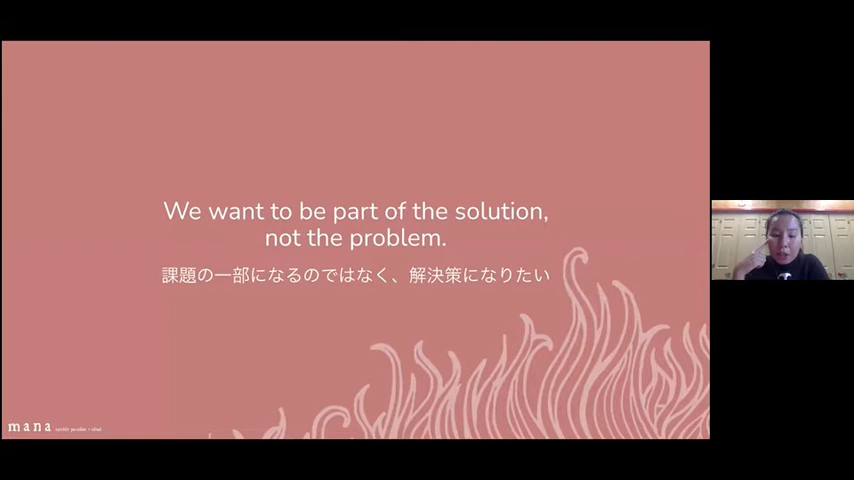 We want to be part of the solution,
not the problem.
課題の一部になるのではなく、解決策になりたい
mana